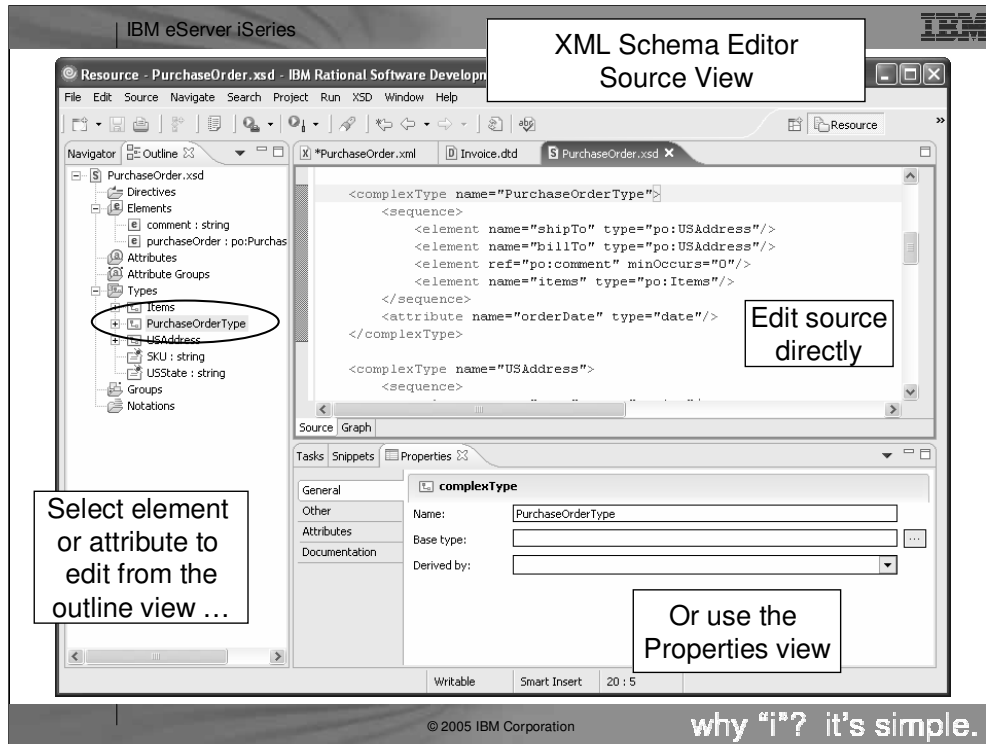 IBM eServer iSeries
IBM
XML Schema Editor
Source View
Resource - PurchaseOrder.xsd - IBM Rational Software Developm
File Edit Source Navigate Search Project Run XSD Window Help
Resource
»
Navigator Outline
*PurchaseOrder.xml Invoice.dtd PurchaseOrder.xsd
PurchaseOrder.xsd
Directives
Elements
comment : string
purchaseOrder : po:Purchas
Attributes
Attribute Groups
Types
Items
PurchaseOrderType
USAddress
SKU : string
USState : string
Groups
Notations
<complexType name="PurchaseOrderType">
<sequence>
<element name="shipTo" type="po:USAddress"/>
<element name="billTo" type="po:USAddress"/>
<element ref="po:comment" minOccurs="0"/>
<element name="items" type="po:Items"/>
</sequence>
<attribute name="orderDate" type="date"/>
</complexType>
<complexType name="USAddress">
<sequence>
Edit source
directly
Source Graph
Tasks Snippets Properties
General
Other
Attributes
Documentation
complexType
Name: PurchaseOrderType
Base type:
...
Derived by:
Select element
or attribute to
edit from the
outline view …
Or use the
Properties view
Writable Smart Insert 20 : 5
© 2005 IBM Corporation
why "i"? it's simple.